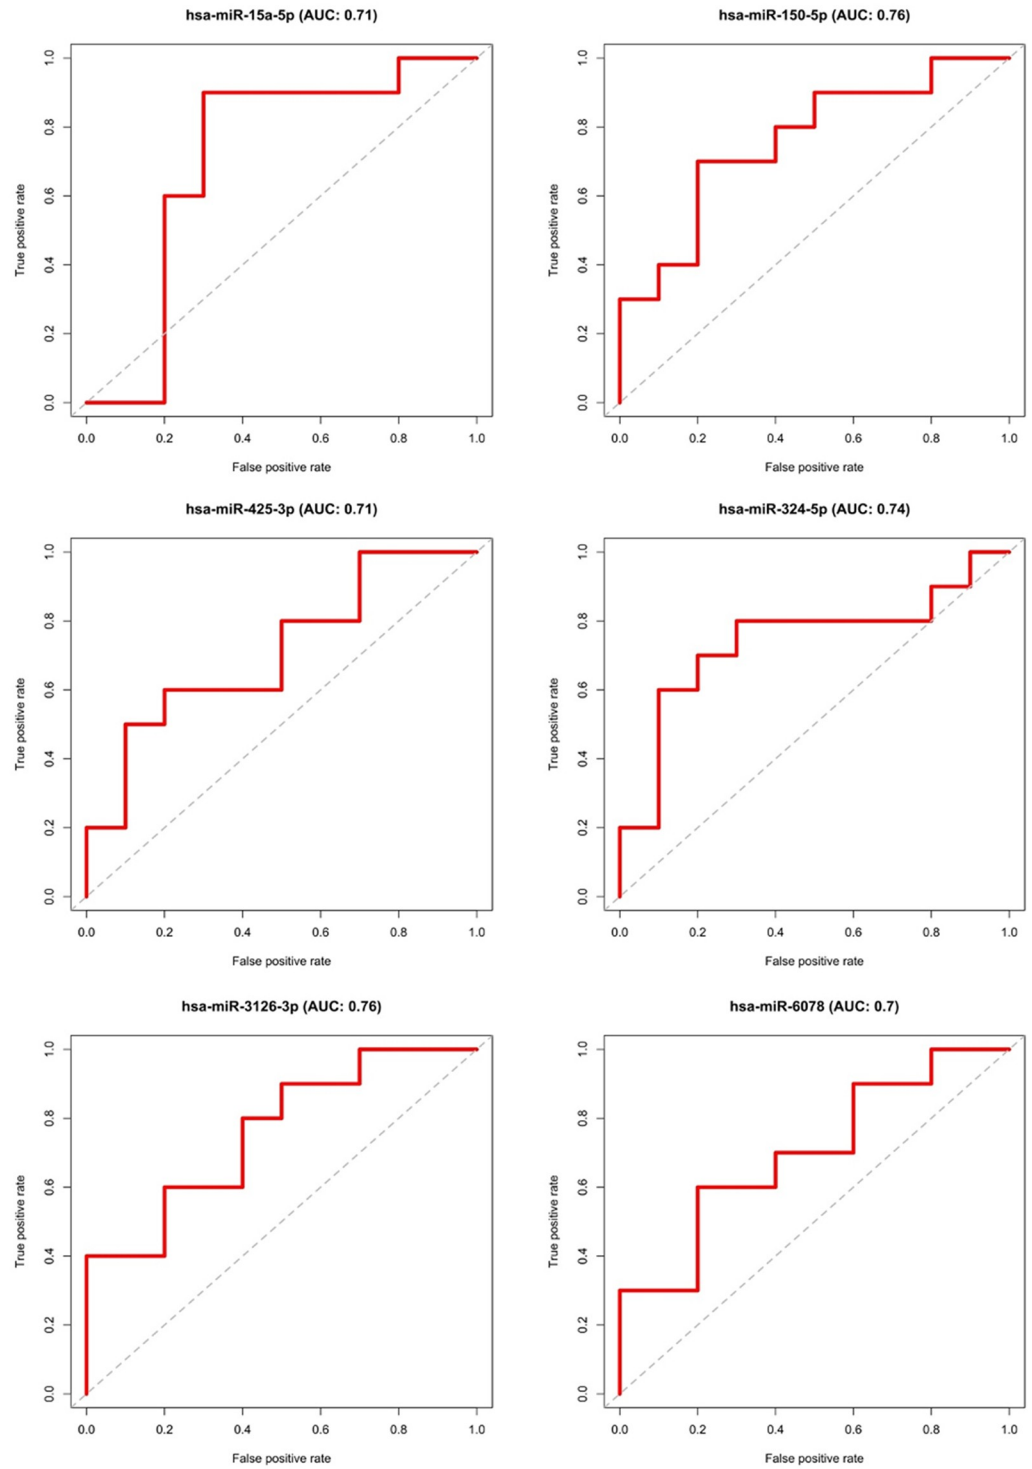 hsa-miR-15a-5p (AUC: 0.71)
True positive rate
1.0
0.8
0.6
0.4
0.2
0.0
0.0 0.2 0.4 0.6 0.8 1.0
False positive rate
hsa-miR-150-5p (AUC: 0.76)
True positive rate
1.0
0.8
0.6
0.4
0.2
0.0
0.0 0.2 0.4 0.6 0.8 1.0
False positive rate
hsa-miR-425-3p (AUC: 0.71)
True positive rate
1.0
0.8
0.6
0.4
0.2
0.0
0.0 0.2 0.4 0.6 0.8 1.0
False positive rate
hsa-miR-324-5p (AUC: 0.74)
True positive rate
1.0
0.8
0.6
0.4
0.2
0.0
0.0 0.2 0.4 0.6 0.8 1.0
False positive rate
hsa-miR-3126-3p (AUC: 0.76)
True positive rate
1.0
0.8
0.6
0.4
0.2
0.0
0.0 0.2 0.4 0.6 0.8 1.0
False positive rate
hsa-miR-6078 (AUC: 0.7)
True positive rate
1.0
0.8
0.6
0.4
0.2
0.0
0.0 0.2 0.4 0.6 0.8 1.0
False positive rate